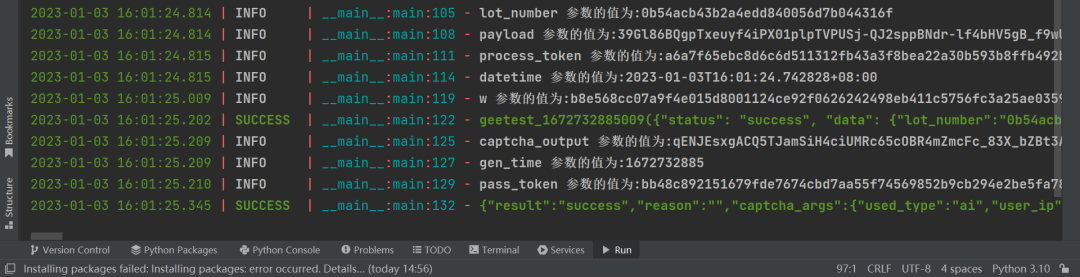 2023-01-03 16:01:24.814 | INFO | __main__:main:105 - lot_number 参数的值为:0b54acb43b2a4edd840056d7b044316f
2023-01-03 16:01:24.814 | INFO | __main__:main:108 - payload 参数的值为:39Gl86BQgpTxeuyf4iPX01plpTVPUSj-QJ2sppBNdr-lf4bHV5gB_f9wU
2023-01-03 16:01:24.815 | INFO | __main__:main:111 - process_token 参数的值为:a6a7f65ebc8d6c6d511312fb43a3f8bea22a30b593b8ffb492b
2023-01-03 16:01:24.815 | INFO | __main__:main:114 - datetime 参数的值为:2023-01-03T16:01:24.742828+08:00
2023-01-03 16:01:25.009 | INFO | __main__:main:119 - w 参数的值为:b8e568cc07a9f4e015d8001124ce92f0626242498eb411c5756fc3a25ae0359
2023-01-03 16:01:25.202 | SUCCESS | __main__:main:122 - geetest_1672732885009({"status": "success", "data": {"lot_number":"0b54acb
2023-01-03 16:01:25.209 | INFO | __main__:main:125 - captcha_output 参数的值为:qENJEsxgACQ5TJamSiH4ciUMRc65cOBR4mZmcFc_83X_bZBt3A
2023-01-03 16:01:25.209 | INFO | __main__:main:127 - gen_time 参数的值为:1672732885
2023-01-03 16:01:25.210 | INFO | __main__:main:129 - pass_token 参数的值为:bb48c892151679fde7674cbd7aa55f74569852b9cb294e2be5fa78
2023-01-03 16:01:25.345 | SUCCESS | __main__:main:132 - {"result":"success","reason":"","captcha_args":{"used_type":"ai","user_ip"
Bookmarks
Structure
Version Control Python Packages Python Console Problems TODO Terminal Services Run
Installing packages failed: Installing packages: error occurred. Details... (today 14:56) 97:1 CRLF UTF-8 4 spaces Python 3.10